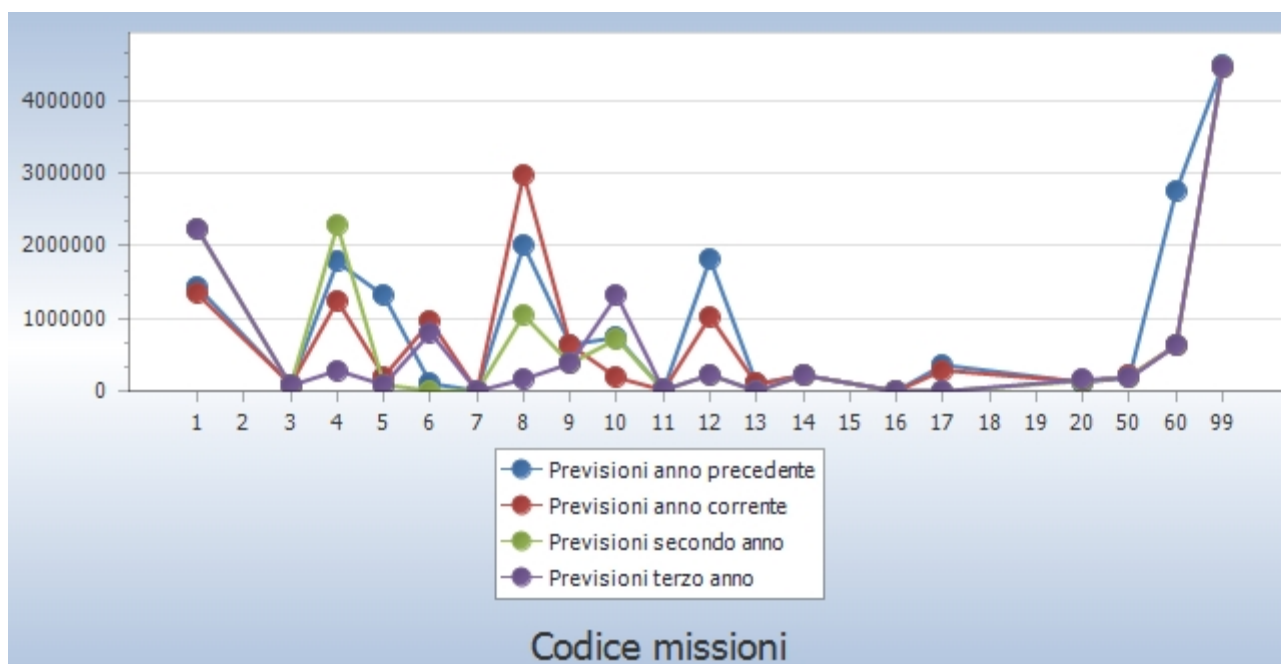 4000000
3000000
2000000
1000000
0
1 2 3 4 5 6 7 8 9 10 11 12 13 14 15 16 17 18 19 20 50 60 99
Previsioni anno precedente
Previsioni anno corrente
Previsioni secondo anno
Previsioni terzo anno
Codice missioni